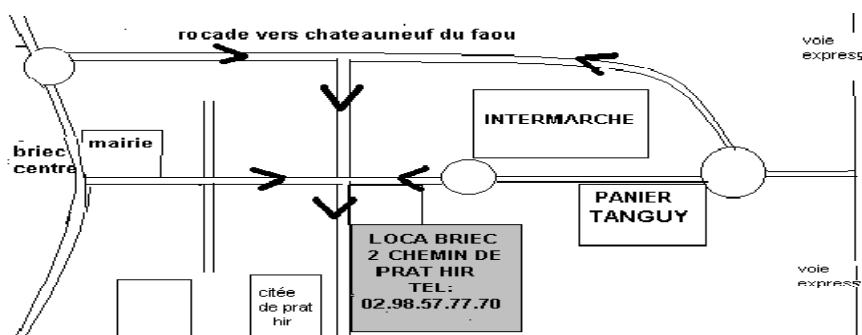 rocade vers chateauneuf du faou
voie
express
INTERMARCHE
mairie
briec
centre
PANIER
TANGUY
LOCA BRIEC
2 CHEMIN DE
PRAT HIR
TEL:
02.98.57.77.70
citée
de prat
hir
voie
express